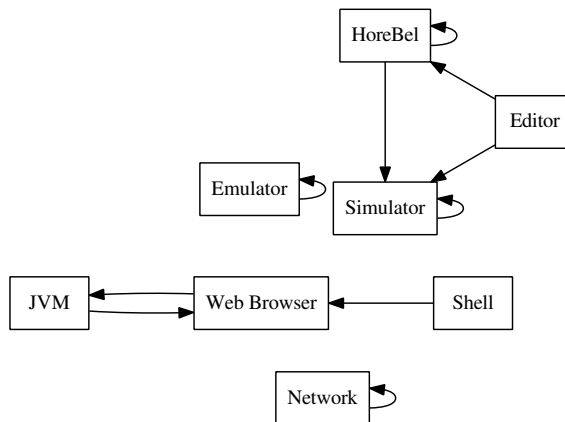 HoreBel
Editor
Emulator
Simulator
JVM
Web Browser
Shell
Network